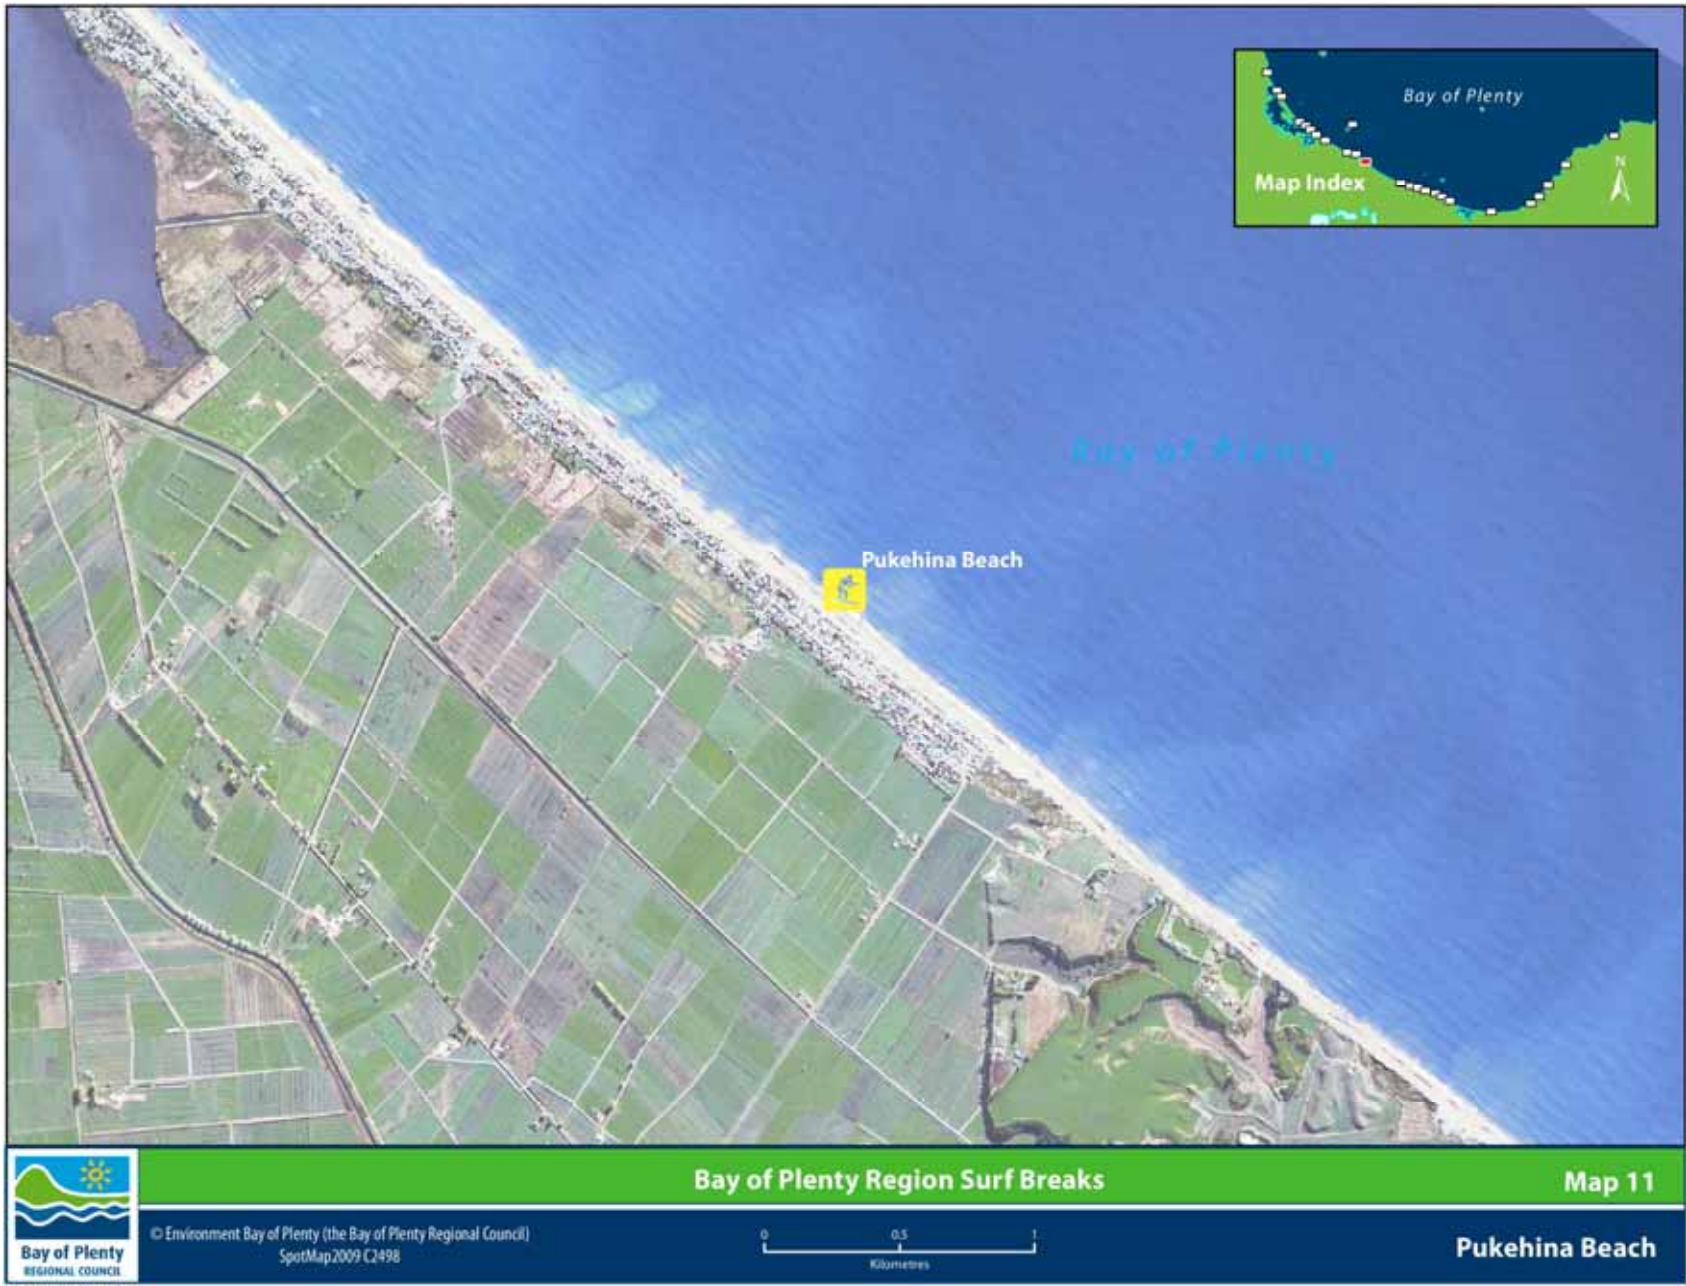 Bay of Plenty
N
Map Index
Bay of Plenty
Pukehina Beach
Bay of Plenty Region Surf Breaks
Map 11
Bay of Plenty
REGIONAL COUNCIL
© Environment Bay of Plenty (the Bay of Plenty Regional Council)
SpotMap2009 C2498
0 0.5 1
Kilometres
Pukehina Beach